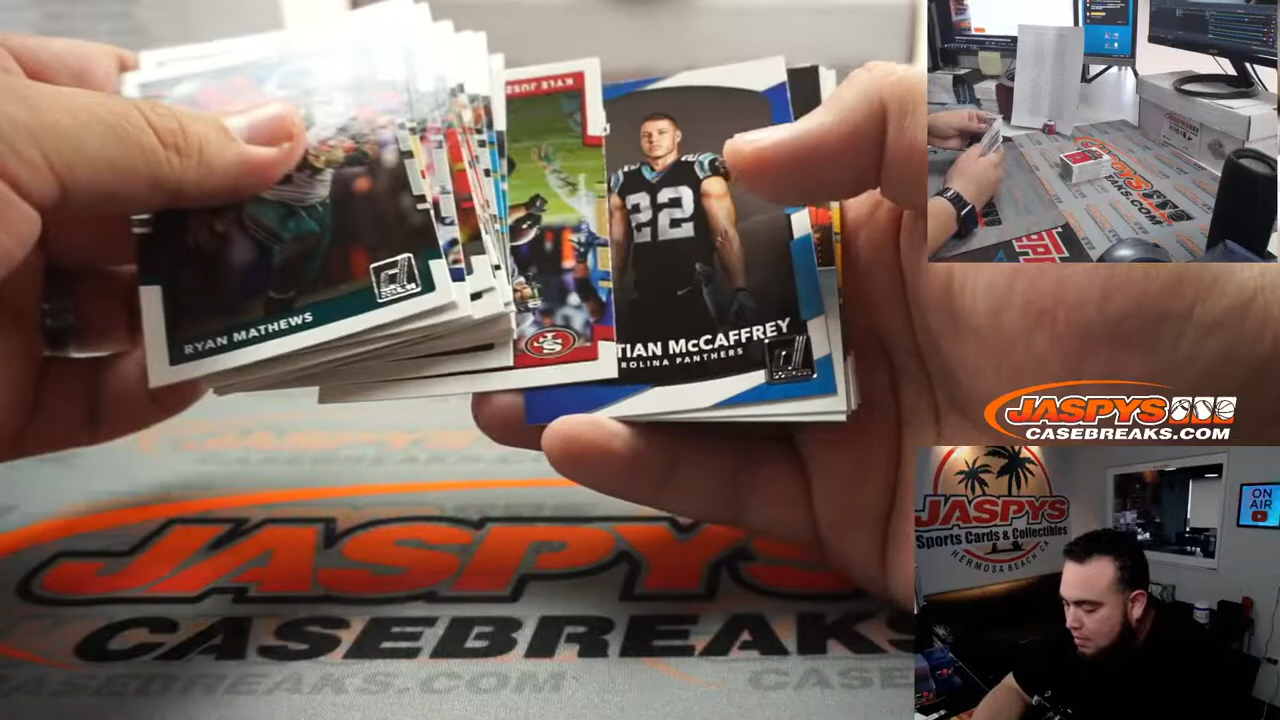 RYAN MATHEWS
KYLE JUSZ
22
TIAN McCAFFREY
ROLINA PANTHERS
JASPYS
CASEBREAKS
CASEBREAKS.COM
CASE
JASPYS
CASEBREAKS.COM
JASPYS
Sports Cards & Collectibles
HERMOSA BEACH, CA
ON
AIR